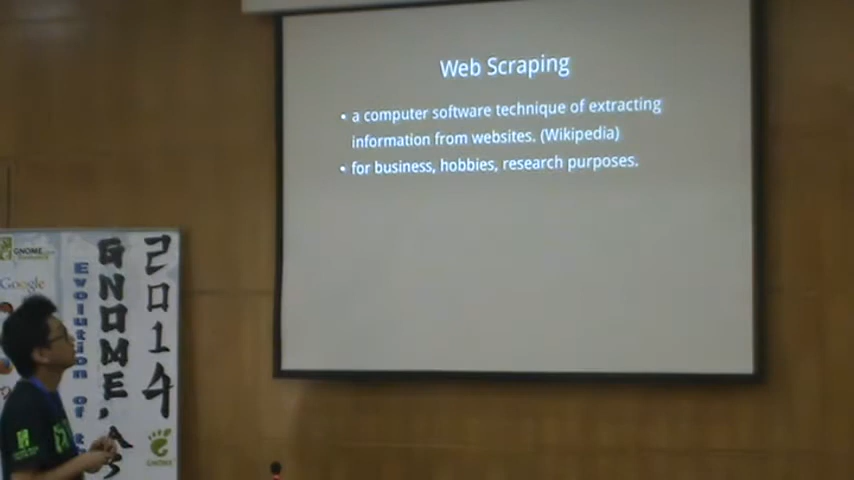 Web Scraping
• a computer software technique of extracting
information from websites. (Wikipedia)
• for business, hobbies, research purposes.
GNOME
Google
Evolution of
GNOME,
2014
GNOME